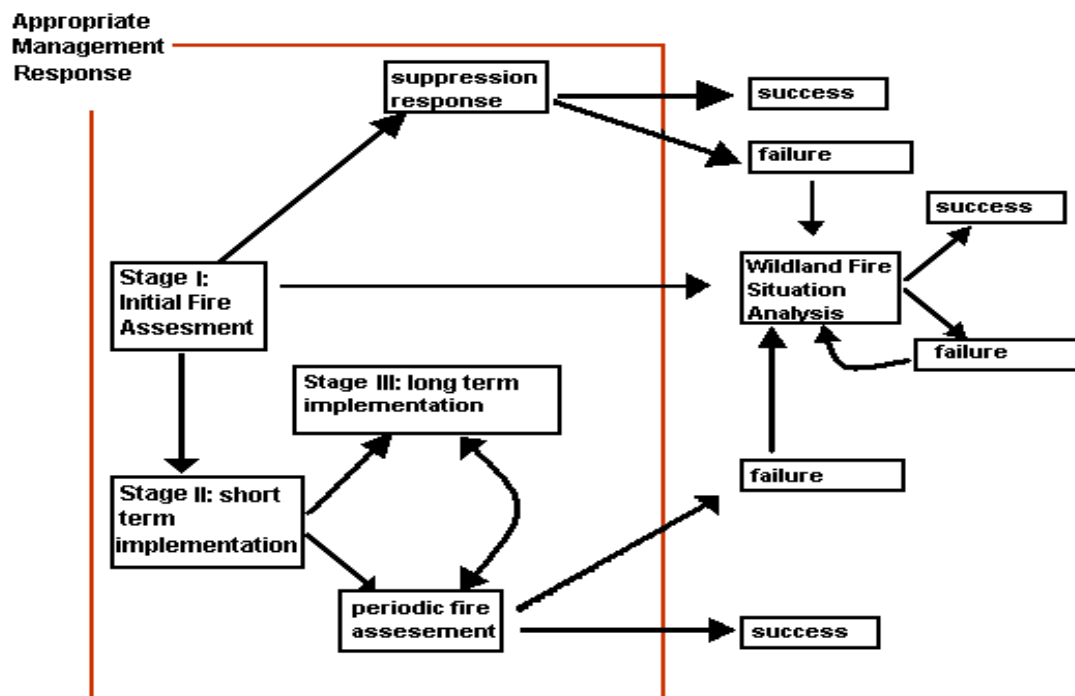 Appropriate
Management
Response
suppression
response
success
failure
success
Stage I:
Initial Fire
Assesment
Wildland Fire
Situation
Analysis
failure
Stage III: long term
implementation
failure
Stage II: short
term
implementation
periodic fire
assesement
success